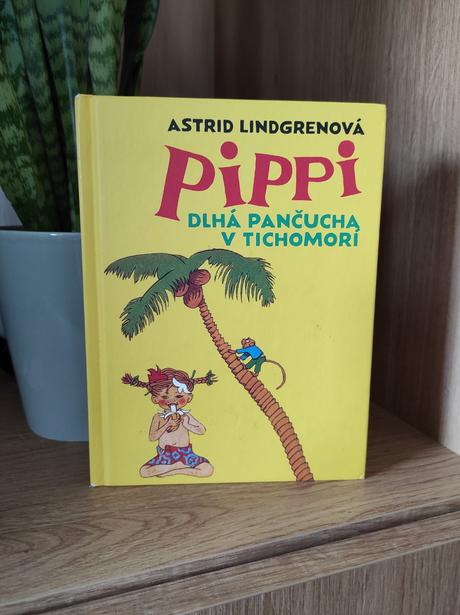 ASTRID LINDGRENOVÁ
PIPPI
DLHÁ PANČUCHA
V TICHOMORÍ